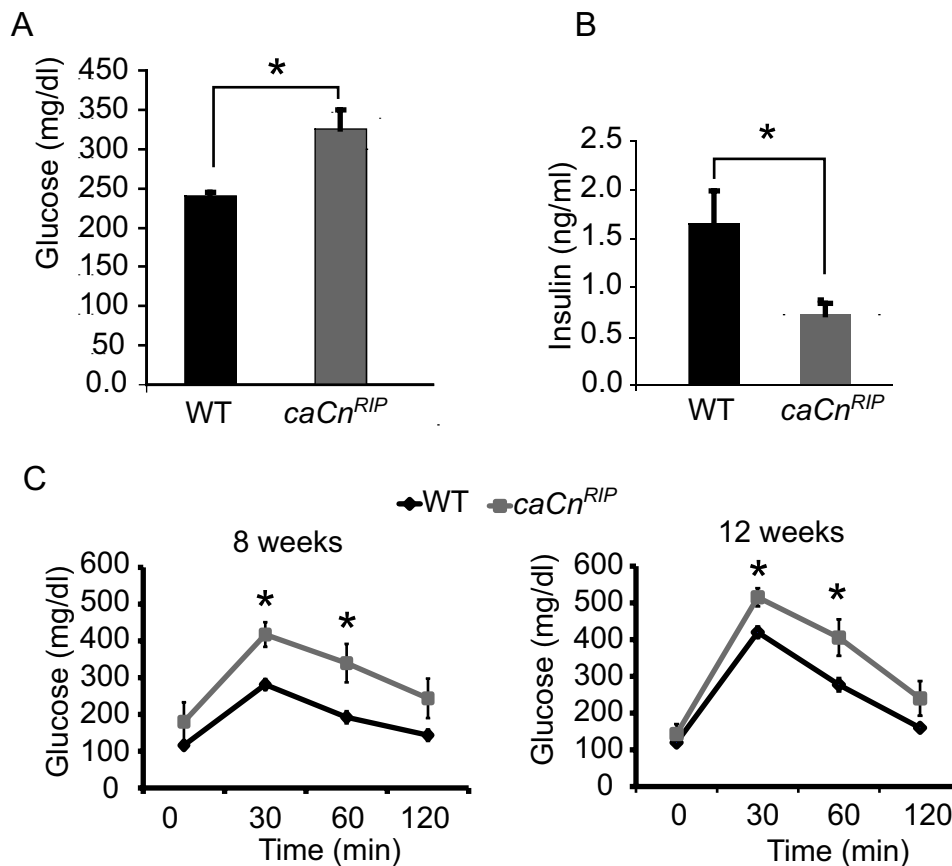 A
Glucose (mg/dl)
450
350
300
250
200
150
100
50
0.0
*
WT
caCn^RIP
B
Insulin (ng/ml)
2.5
2.0
1.5
1.0
0.5
0.0
*
WT
caCn^RIP
C
WT caCn^RIP
8 weeks
Glucose (mg/dl)
600
500
400
300
200
100
0
* *
0 30 60 120
Time (min)
12 weeks
Glucose (mg/dl)
600
500
400
300
200
100
0
* *
0 30 60 120
Time (min)